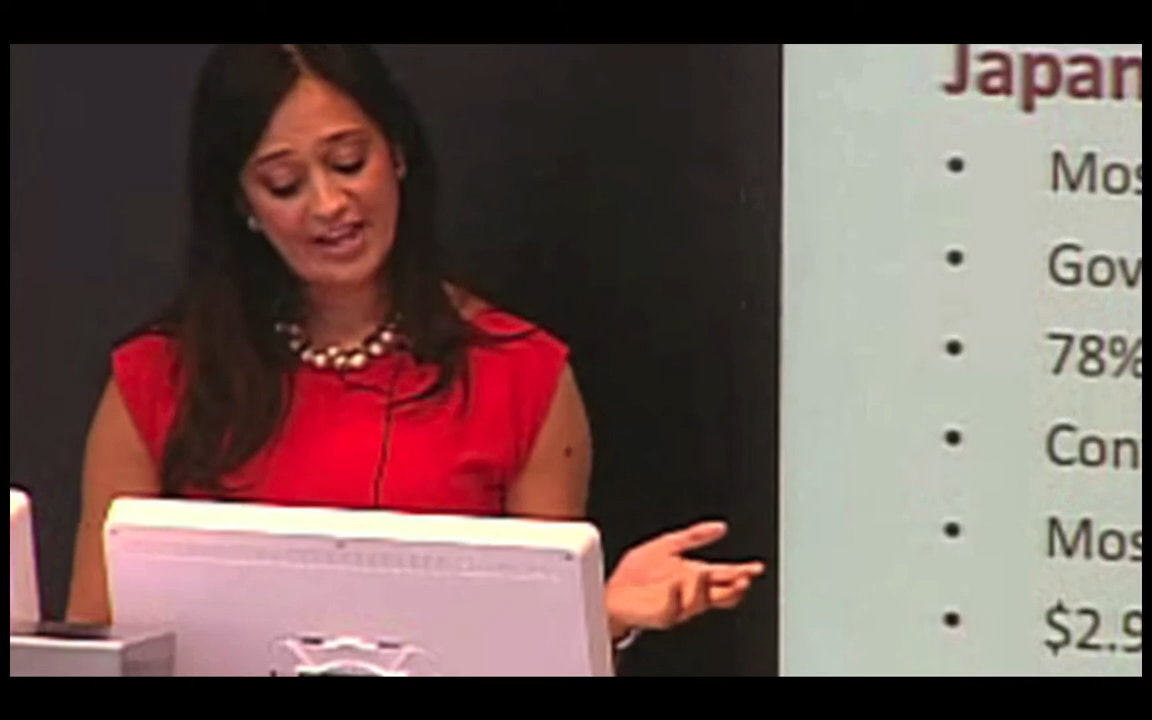 Japan
• Mos
• Gov
• 78%
• Con
• Mos
• $2.9